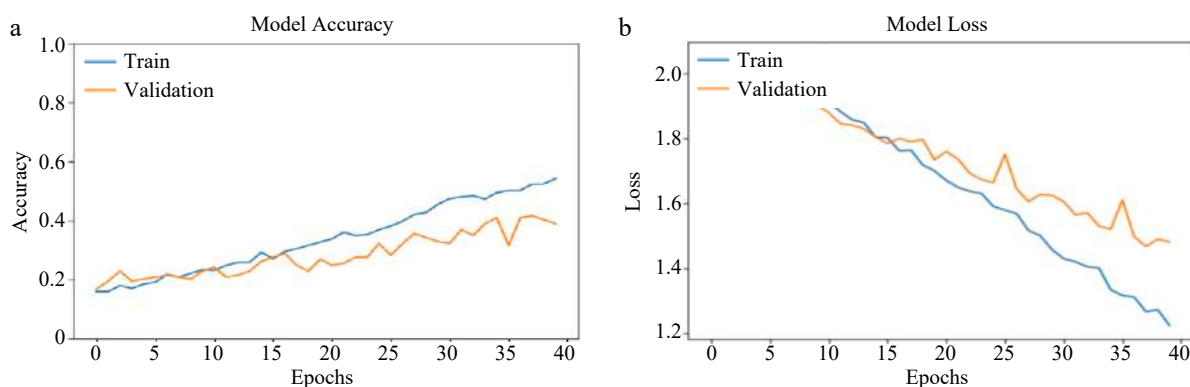 a
Model Accuracy
1.0
0.8
0.6
0.4
0.2
0
Accuracy
Train
Validation
0 5 10 15 20 25 30 35 40
Epochs
b
Model Loss
2.0
1.8
1.6
1.4
1.2
Loss
Train
Validation
0 5 10 15 20 25 30 35 40
Epochs